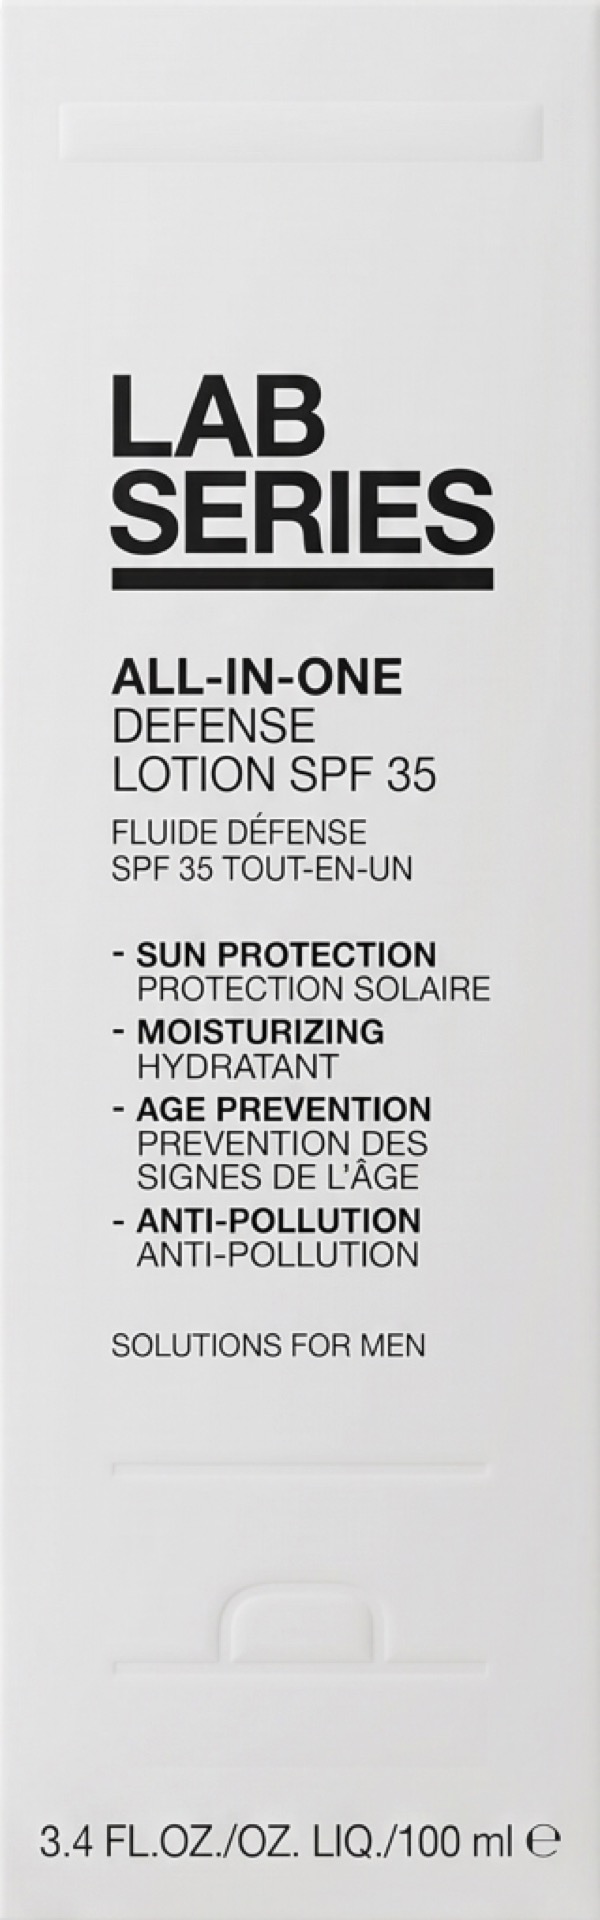 LAB
SERIES
ALL-IN-ONE
DEFENSE
LOTION SPF 35
FLUIDE DÉFENSE
SPF 35 TOUT-EN-UN
- SUN PROTECTION
PROTECTION SOLAIRE
- MOISTURIZING
HYDRATANT
- AGE PREVENTION
PREVENTION DES
SIGNES DE L'ÂGE
- ANTI-POLLUTION
ANTI-POLLUTION
SOLUTIONS FOR MEN
3.4 FL.OZ./OZ. LIQ./100 ml ℮